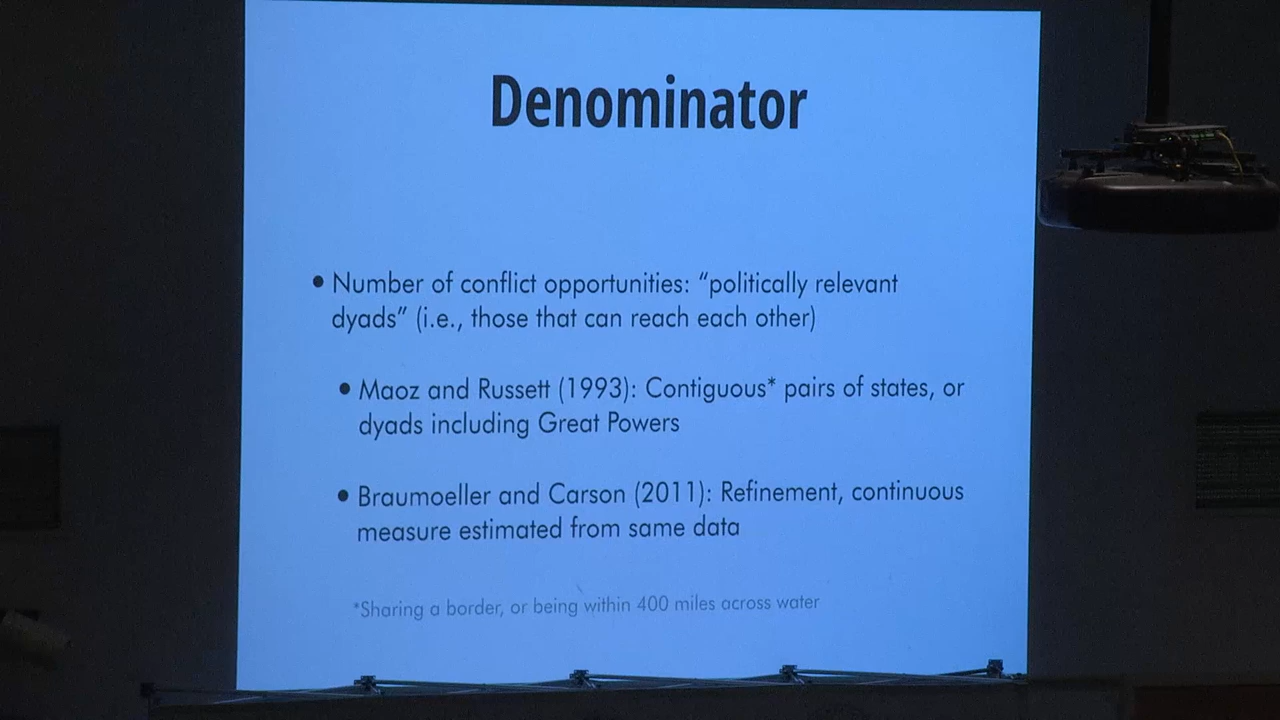 Denominator
• Number of conflict opportunities: “politically relevant
dyads” (i.e., those that can reach each other)
• Maoz and Russett (1993): Contiguous* pairs of states, or
dyads including Great Powers
• Braumoeller and Carson (2011): Refinement, continuous
measure estimated from same data
*Sharing a border, or being within 400 miles across water